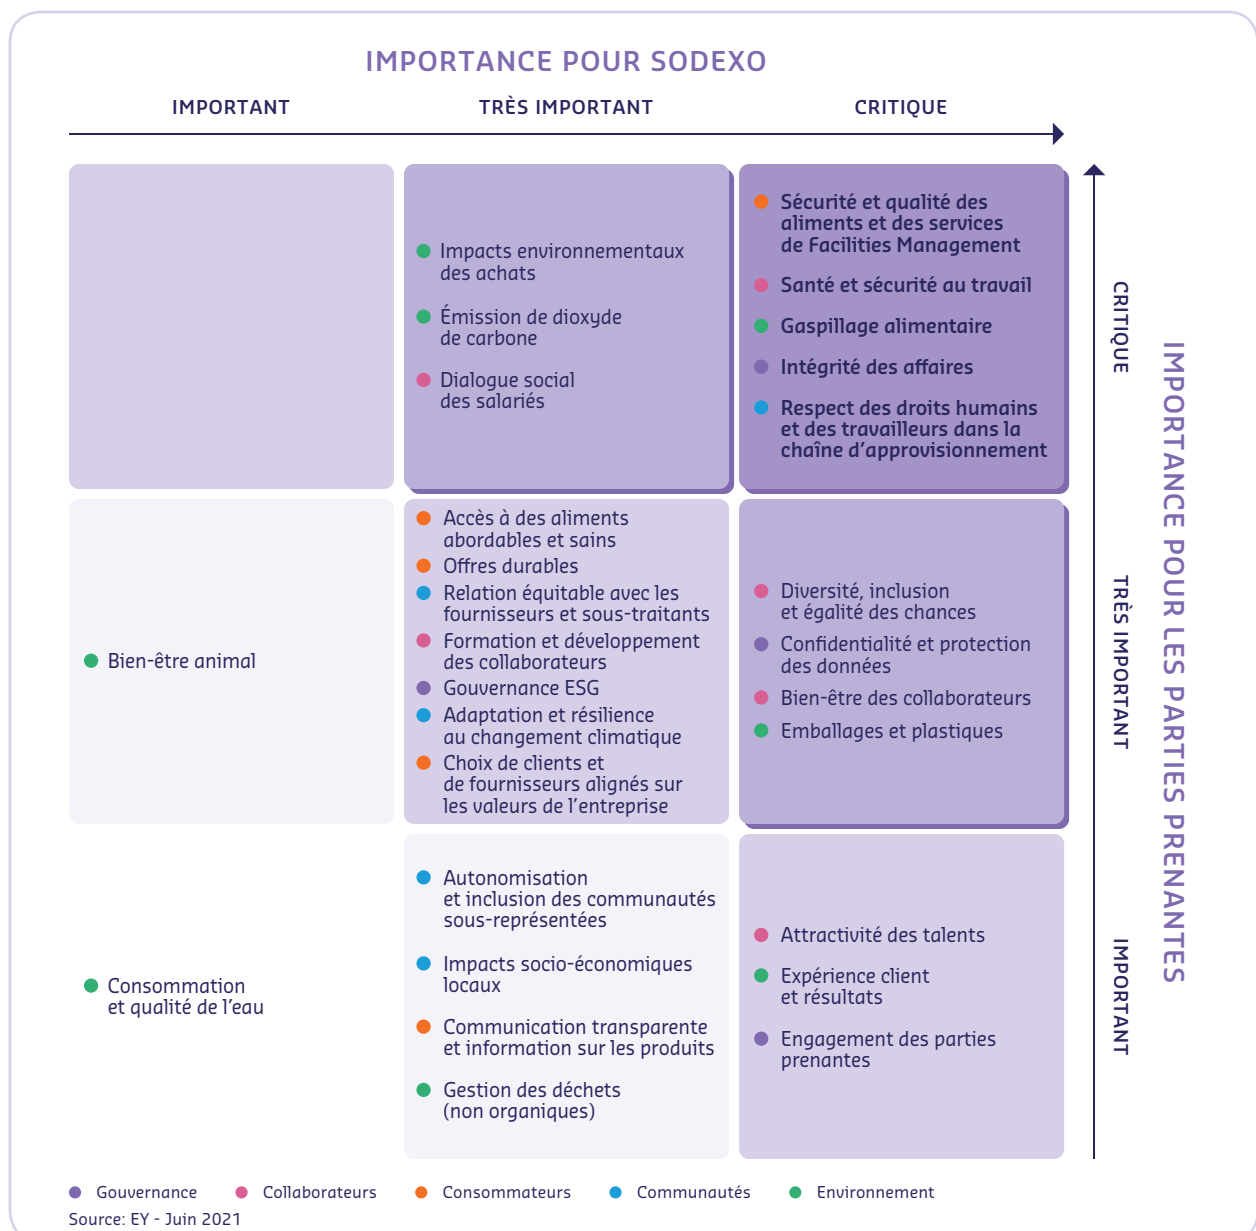 IMPORTANCE POUR SODEXO
IMPORTANT
TRÈS IMPORTANT
CRITIQUE
Impacts environnementaux
des achats
Émission de dioxyde
de carbone
Dialogue social
des salariés
Sécurité et qualité des
aliments et des services
de Facilities Management
Santé et sécurité au travail
Gaspillage alimentaire
Intégrité des affaires
Respect des droits humains
et des travailleurs dans la
chaîne d'approvisionnement
CRITIQUE
Bien-être animal
Accès à des aliments
abordables et sains
Offres durables
Relation équitable avec les
fournisseurs et sous-traitants
Formation et développement
des collaborateurs
Gouvernance ESG
Adaptation et résilience
au changement climatique
Choix de clients et
de fournisseurs alignés sur
les valeurs de l'entreprise
Diversité, inclusion
et égalité des chances
Confidentialité et protection
des données
Bien-être des collaborateurs
Emballages et plastiques
TRÈS IMPORTANT
Consommation
et qualité de l'eau
Autonomisation
et inclusion des communautés
sous-représentées
Impacts socio-économiques
locaux
Communication transparente
et information sur les produits
Gestion des déchets
(non organiques)
Attractivité des talents
Expérience client
et résultats
Engagement des parties
prenantes
IMPORTANT
IMPORTANCE POUR LES PARTIES PRENANTES
Gouvernance
Collaborateurs
Consommateurs
Communautés
Environnement
Source: EY - Juin 2021